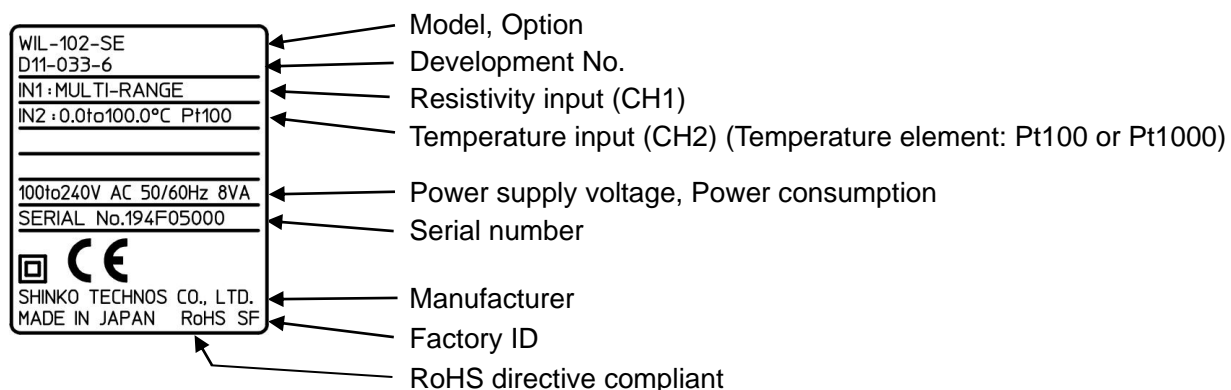 WIL-102-SE
D11-033-6
IN1:MULTI-RANGE
IN2:0.0to100.0°C Pt100
100to240V AC 50/60Hz 8VA
SERIAL No.194F05000
CE
SHINKO TECHNOS CO., LTD.
MADE IN JAPAN RoHS SF
Model, Option
Development No.
Resistivity input (CH1)
Temperature input (CH2) (Temperature element: Pt100 or Pt1000)
Power supply voltage, Power consumption
Serial number
Manufacturer
Factory ID
RoHS directive compliant